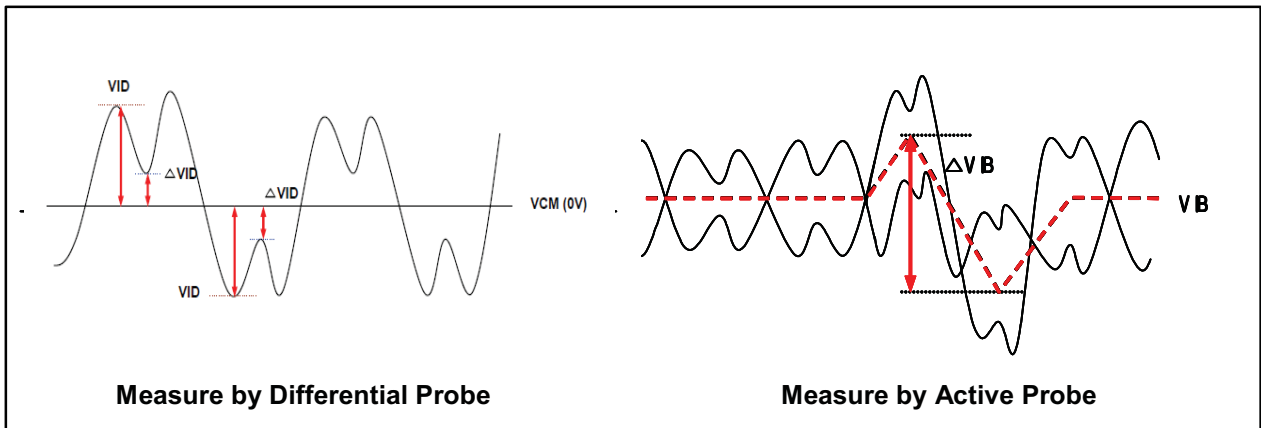 VID
△VID
△VID
VCM (0V)
VID
Measure by Differential Probe
△VB
VB
Measure by Active Probe